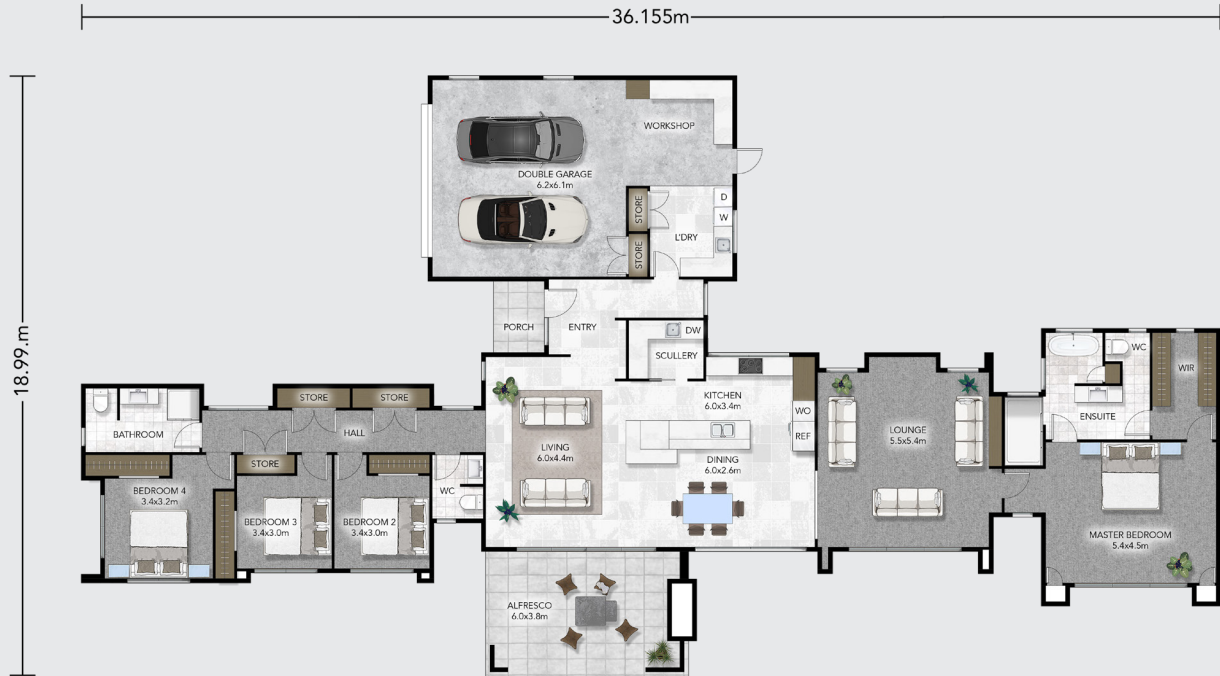 36.155m
18.99.m
WORKSHOP
DOUBLE GARAGE
6.2x6.1m
STORE
STORE
D
W
L'DRY
PORCH
ENTRY
DW
SCULLERY
KITCHEN
6.0x3.4m
WO
REF
LIVING
6.0x4.4m
DINING
6.0x2.6m
LOUNGE
5.5x5.4m
WC
WIR
ENSUITE
MASTER BEDROOM
5.4x4.5m
STORE
STORE
HALL
BATHROOM
STORE
WC
BEDROOM 4
3.4x3.2m
BEDROOM 3
3.4x3.0m
BEDROOM 2
3.4x3.0m
ALFRESCO
6.0x3.8m